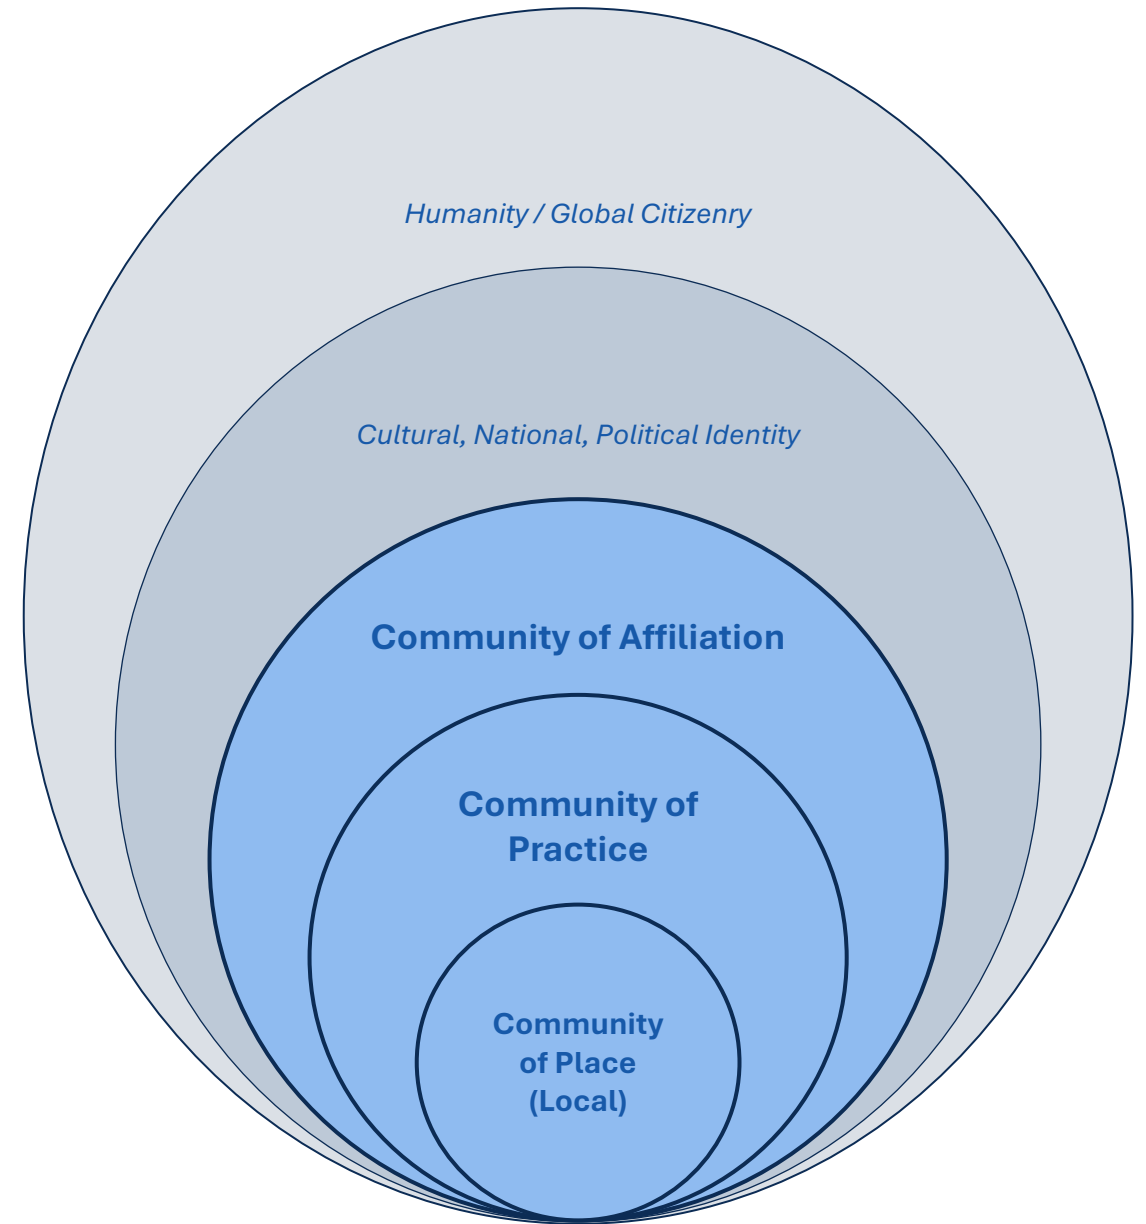 Humanity / Global Citizenry
Cultural, National, Political Identity
Community of Affiliation
Community of
Practice
Community
of Place
(Local)